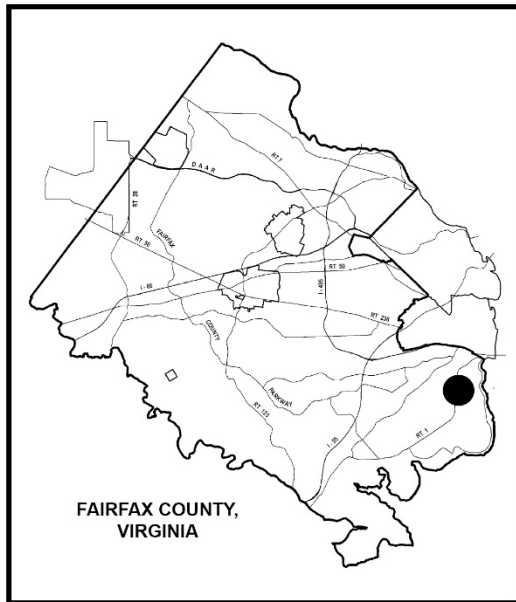 RT 7
DAAR
RT 28
FAIRFAX
RT 50
RT 50
I - 66
I-495
RT 236
COUNTY
PARKWAY
RT 123
I - 95
RT 1
FAIRFAX COUNTY,
VIRGINIA